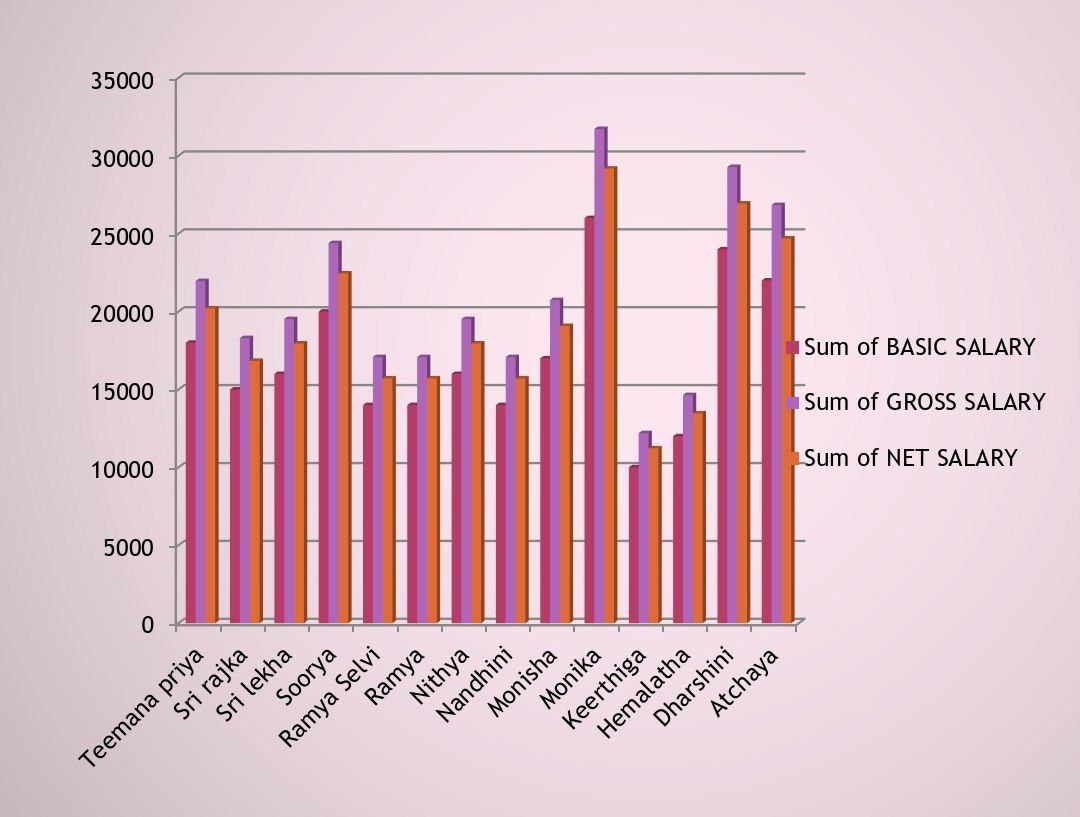 35000
30000
25000
20000
15000
10000
5000
0
Teemana priya
Sri rajka
Sri lekha
Soorya
Ramya Selvi
Ramya
Nithya
Nandhini
Monisha
Monika
Keerthiga
Hemalatha
Dharshini
Atchaya
Sum of BASIC SALARY
Sum of GROSS SALARY
Sum of NET SALARY